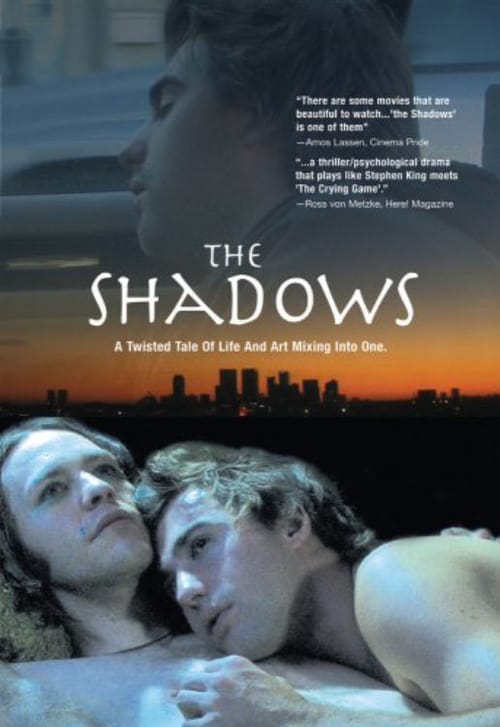 "There are some movies that are
beautiful to watch...'the Shadows'
is one of them"
—Amos Lassen, Cinema Pride
"...a thriller/psychological drama
that plays like Stephen King meets
'The Crying Game'."
—Ross von Metzke, Here! Magazine
THE
SHADOWS
A Twisted Tale Of Life And Art Mixing Into One.